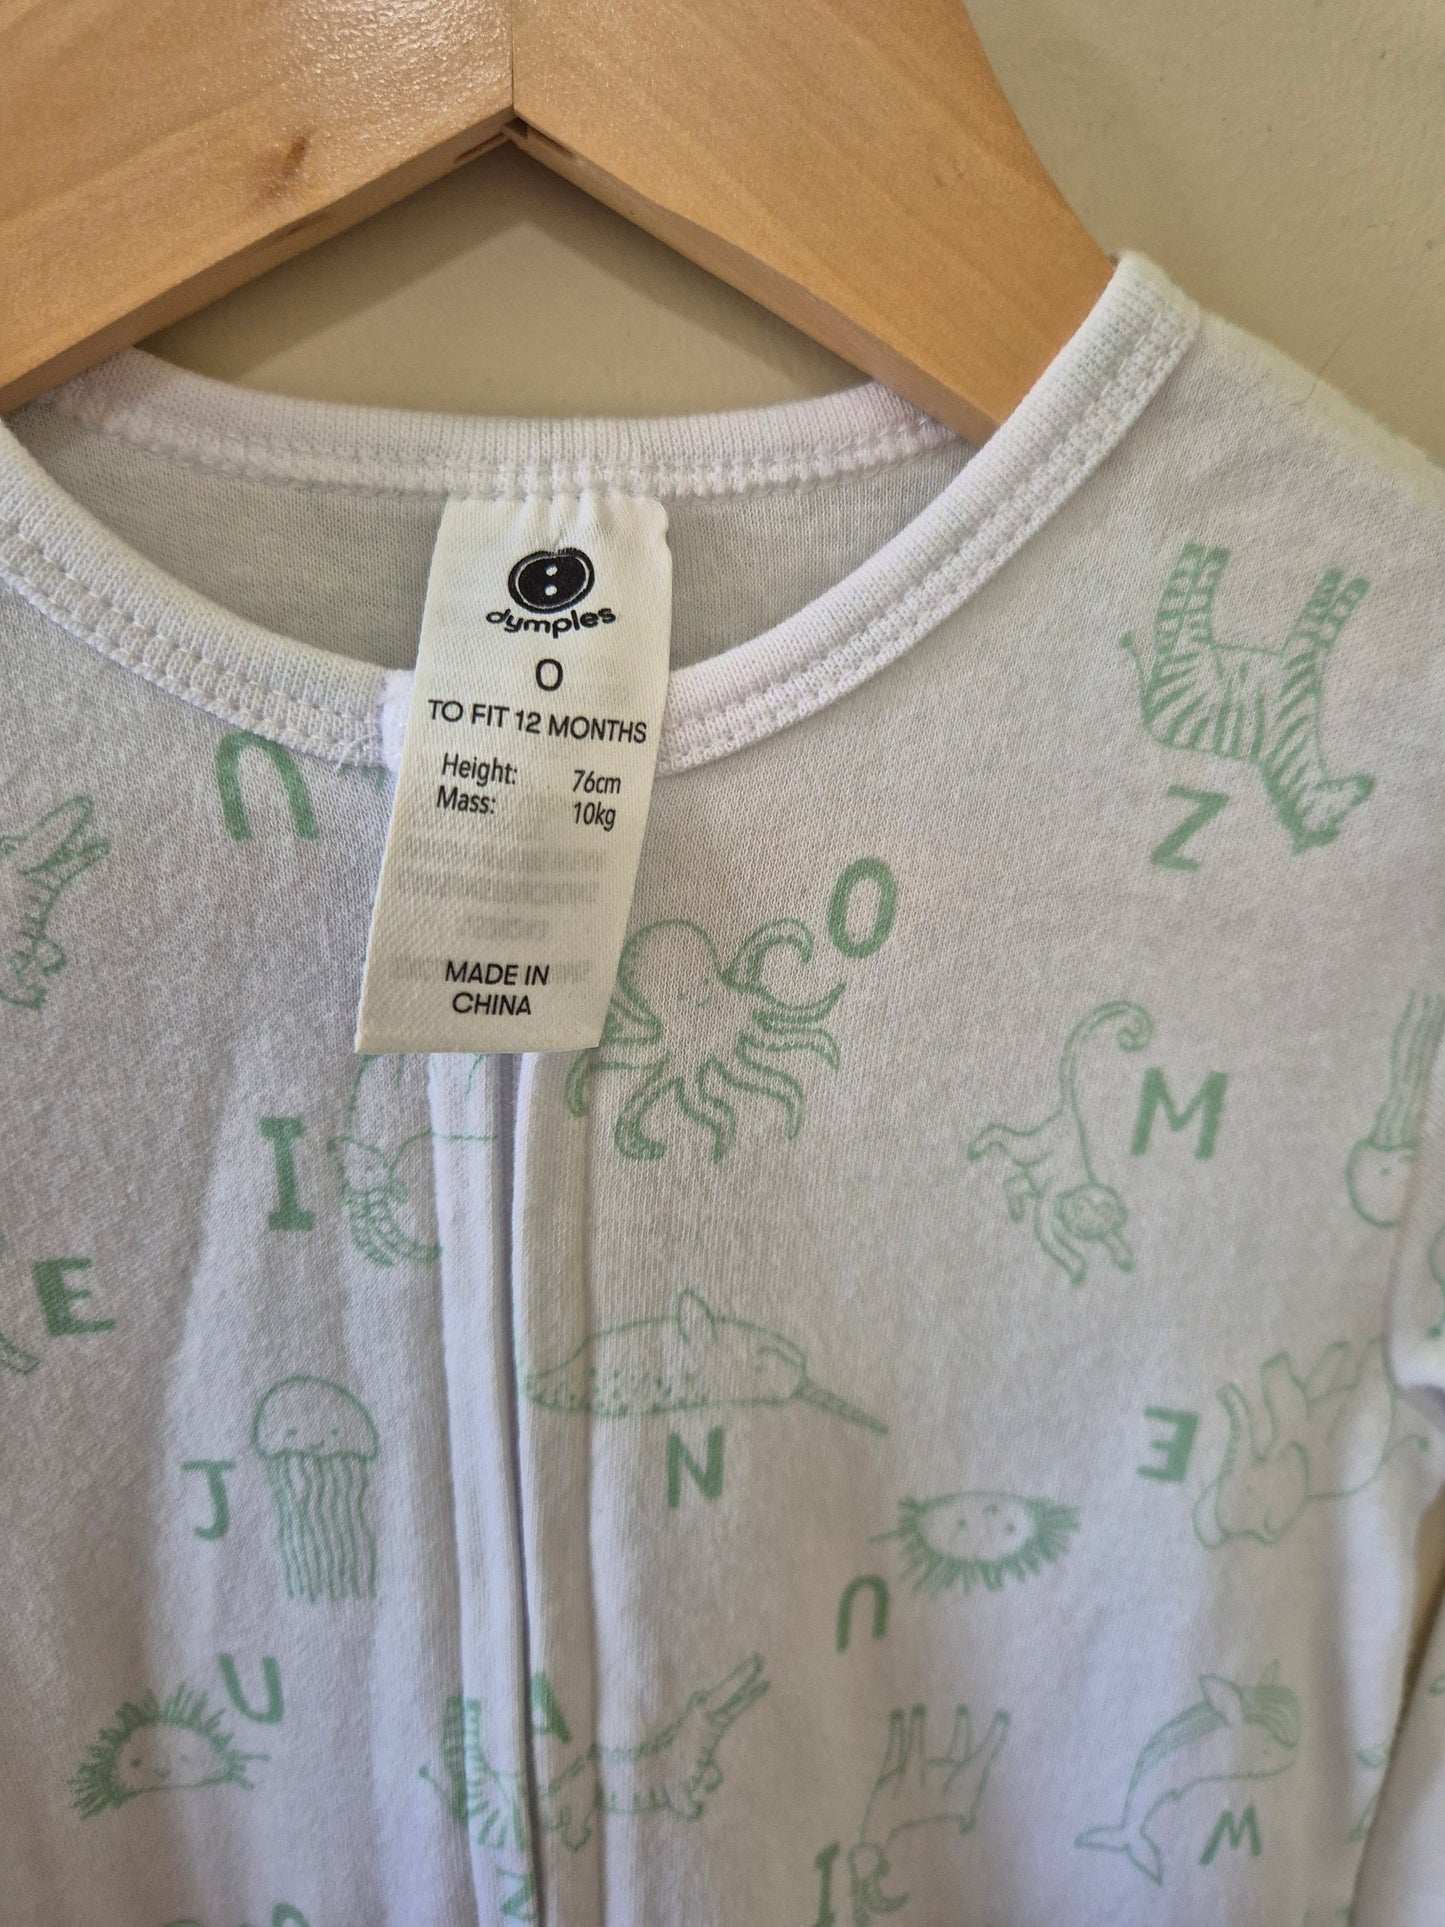 dymples
0
TO FIT 12 MONTHS
Height: 76cm
Mass: 10kg
MADE IN
CHINA
U
Z
O
I
M
E
N
J
E
U
U
A
W
I
Z